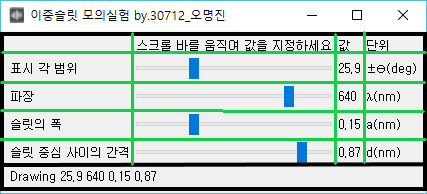 이중슬릿 모의실험 by.30712_오명진
스크롤 바를 움직여 값을 지정하세요 값 단위
표시 각 범위 25,9 ±⊖(deg)
파장 640 λ(nm)
슬릿의 폭 0,15 a(nm)
슬릿 중심 사이의 간격 0,87 d(nm)
Drawing 25,9 640 0,15 0,87